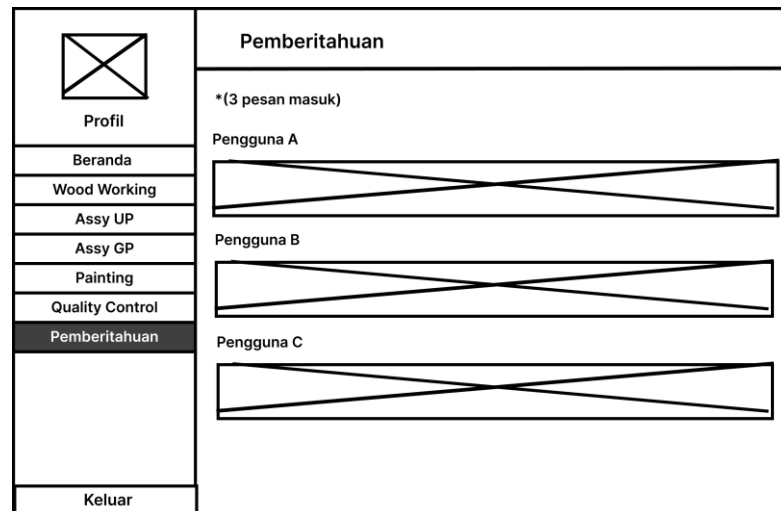 Profil
Beranda
Wood Working
Assy UP
Assy GP
Painting
Quality Control
Pemberitahuan
Keluar
Pemberitahuan
*(3 pesan masuk)
Pengguna A
Pengguna B
Pengguna C